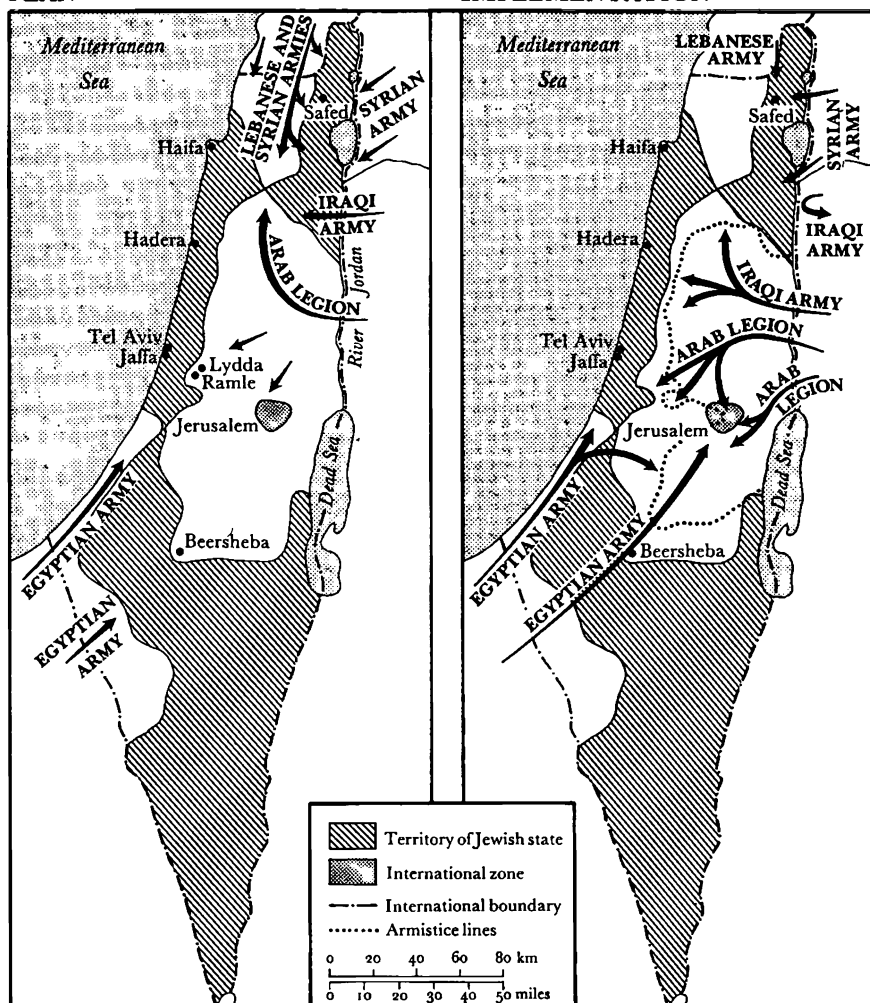 PLAN
Mediterranean
Sea
LEBANESE AND
SYRIAN ARMIES
Safed
SYRIAN
ARMY
Haifa
IRAQI
ARMY
Hadera
ARAB LEGION
River Jordan
Tel Aviv
Jaffa
Lydda
Ramle
Jerusalem
Dead Sea
EGYPTIAN ARMY
Beersheba
EGYPTIAN
ARMY
IMPLEMENTATION
Mediterranean
Sea
LEBANESE
ARMY
Safed
SYRIAN
ARMY
Haifa
IRAQI
ARMY
Hadera
IRAQI ARMY
Tel Aviv
Jaffa
ARAB LEGION
ARAB
LEGION
Jerusalem
Dead Sea
EGYPTIAN ARMY
EGYPTIAN ARMY
Beersheba
Territory of Jewish state
International zone
International boundary
Armistice lines
0 20 40 60 80 km
0 10 20 30 40 50 miles